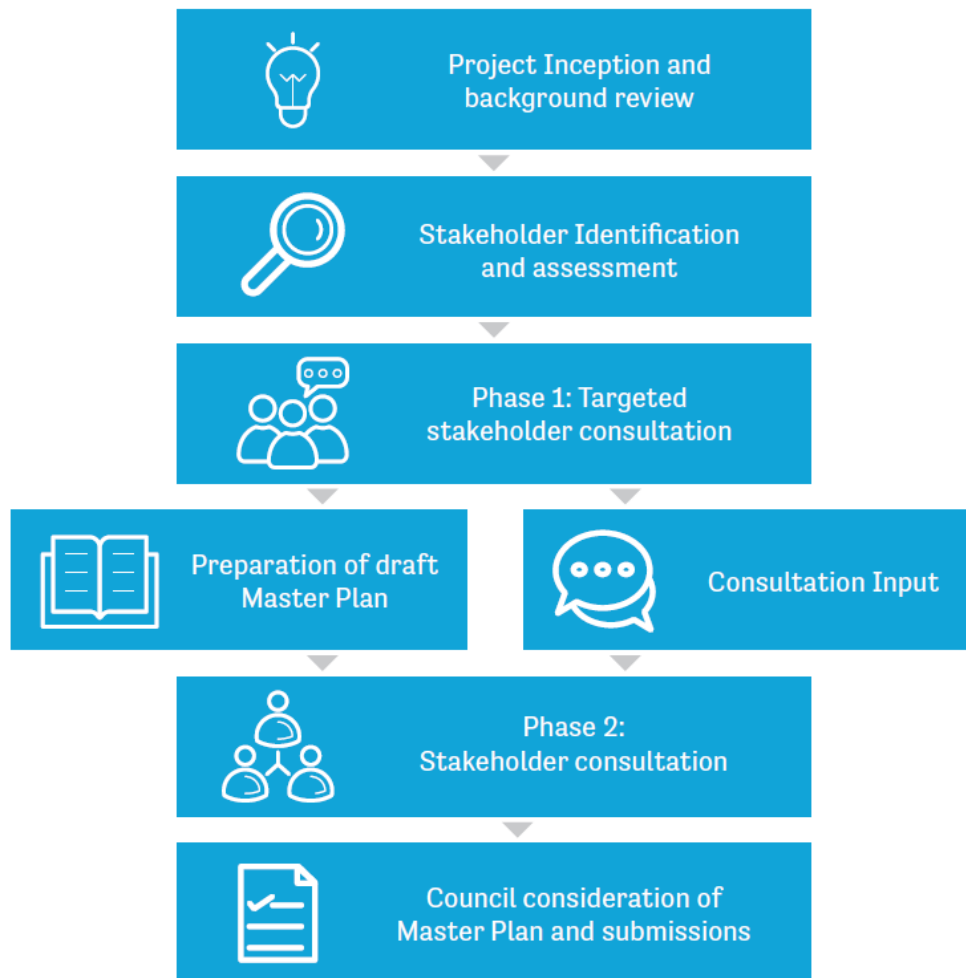 Project Inception and
background review
Stakeholder Identification
and assessment
Phase 1: Targeted
stakeholder consultation
Preparation of draft
Master Plan
Consultation Input
Phase 2:
Stakeholder consultation
Council consideration of
Master Plan and submissions